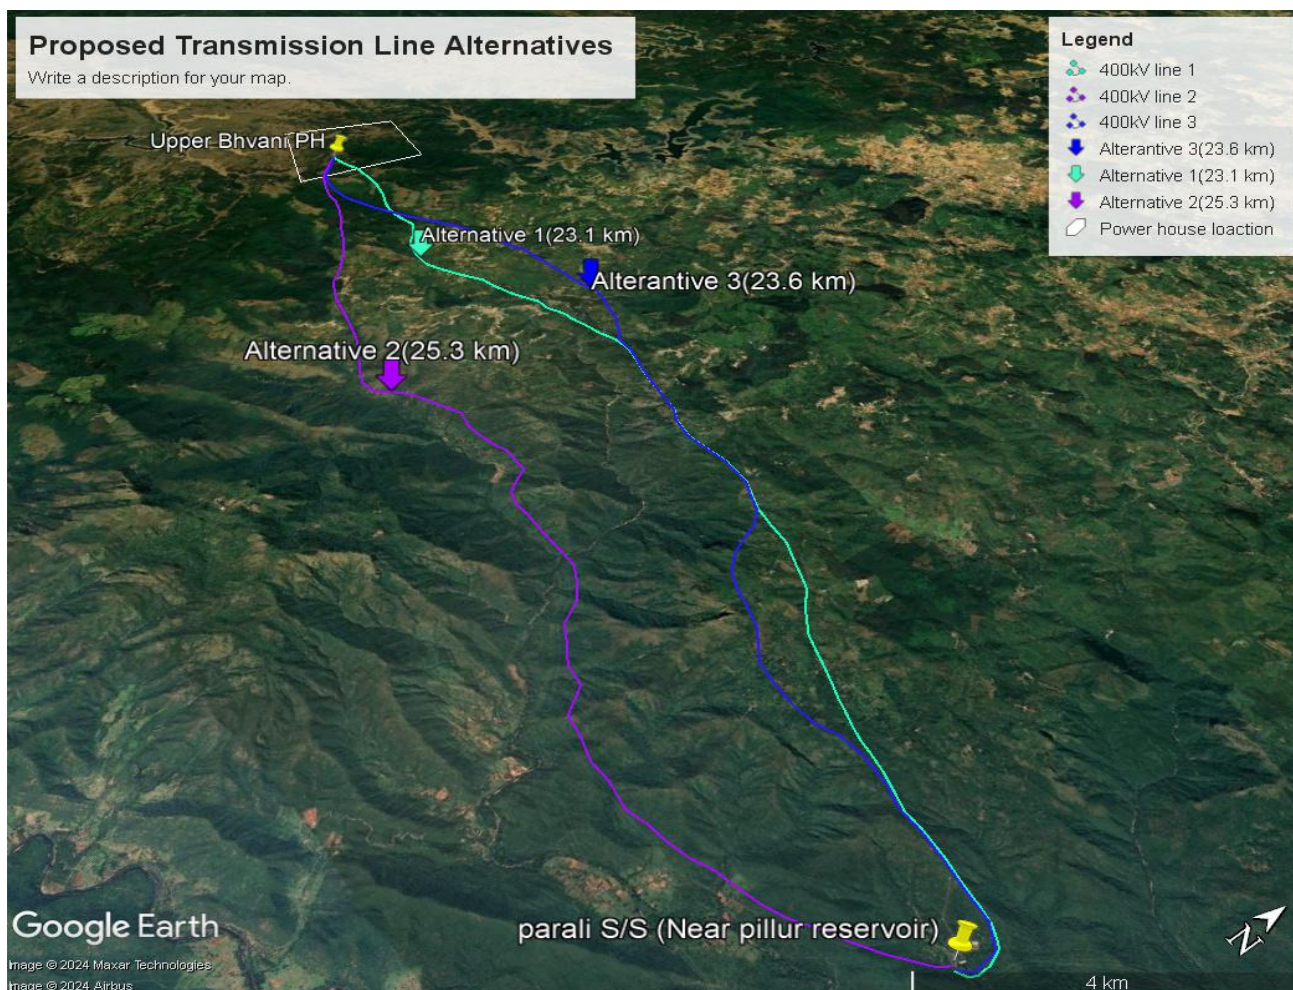 Proposed Transmission Line Alternatives
Write a description for your map.
Legend
400kV line 1
400kV line 2
400kV line 3
Alterantive 3(23.6 km)
Alternative 1(23.1 km)
Alternative 2(25.3 km)
Power house loaction
Upper Bhvani PH
Alternative 1(23.1 km)
Alterantive 3(23.6 km)
Alternative 2(25.3 km)
parali S/S (Near pillur reservoir)
Google Earth
Image © 2024 Maxar Technologies
Image © 2024 Airbus
N
4 km